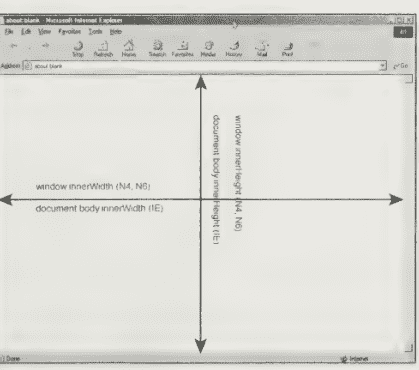 about blank - Microsoft Internet Explorer
File Edit View Favorites Tools Help
Stop Refresh Home Search Favorites Media History Mail Print
Address about blank Go
window innerWidth (N4, N6)
document body innerWidth (IE)
window innerHeight (N4, N6)
document body innerHeight (IE)
Done Internet